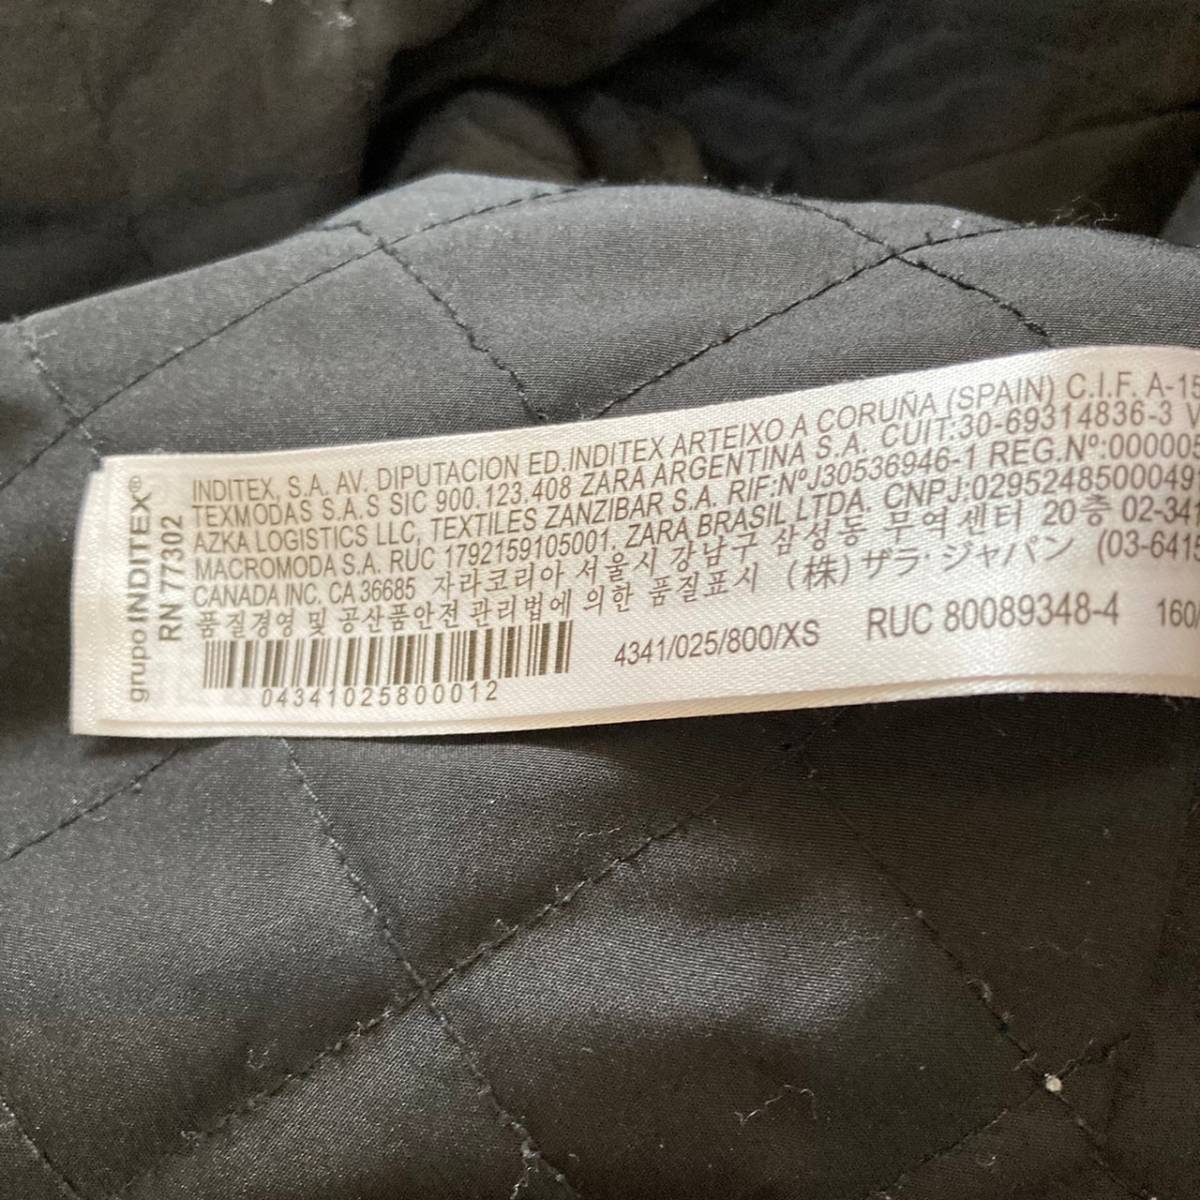 grupo INDITEX®
RN 77302
INDITEX, S.A. AV. DIPUTACION ED.INDITEX ARTEIXO A CORUÑA (SPAIN) C.I.F. A-15
TEXMODAS S.A.S SIC 900.123.408 ZARA ARGENTINA S.A. CUIT:30-69314836-3
AZKA LOGISTICS LLC, TEXTILES ZANZIBAR S.A. RIF:NºJ30536946-1 REG.Nº:000005
MACROMODA S.A. RUC 1792159105001. ZARA BRASIL LTDA. CNPJ:0295248500049
CANADA INC. CA 36685 자라코리아 서울시 강남구 삼성동 무역센터 20층 02-341
품질경영 및 공산품안전관리법에 의한 품질표시 (株)ザラ・ジャパン (03-6415
04341025800012
4341/025/800/XS RUC 80089348-4 160/